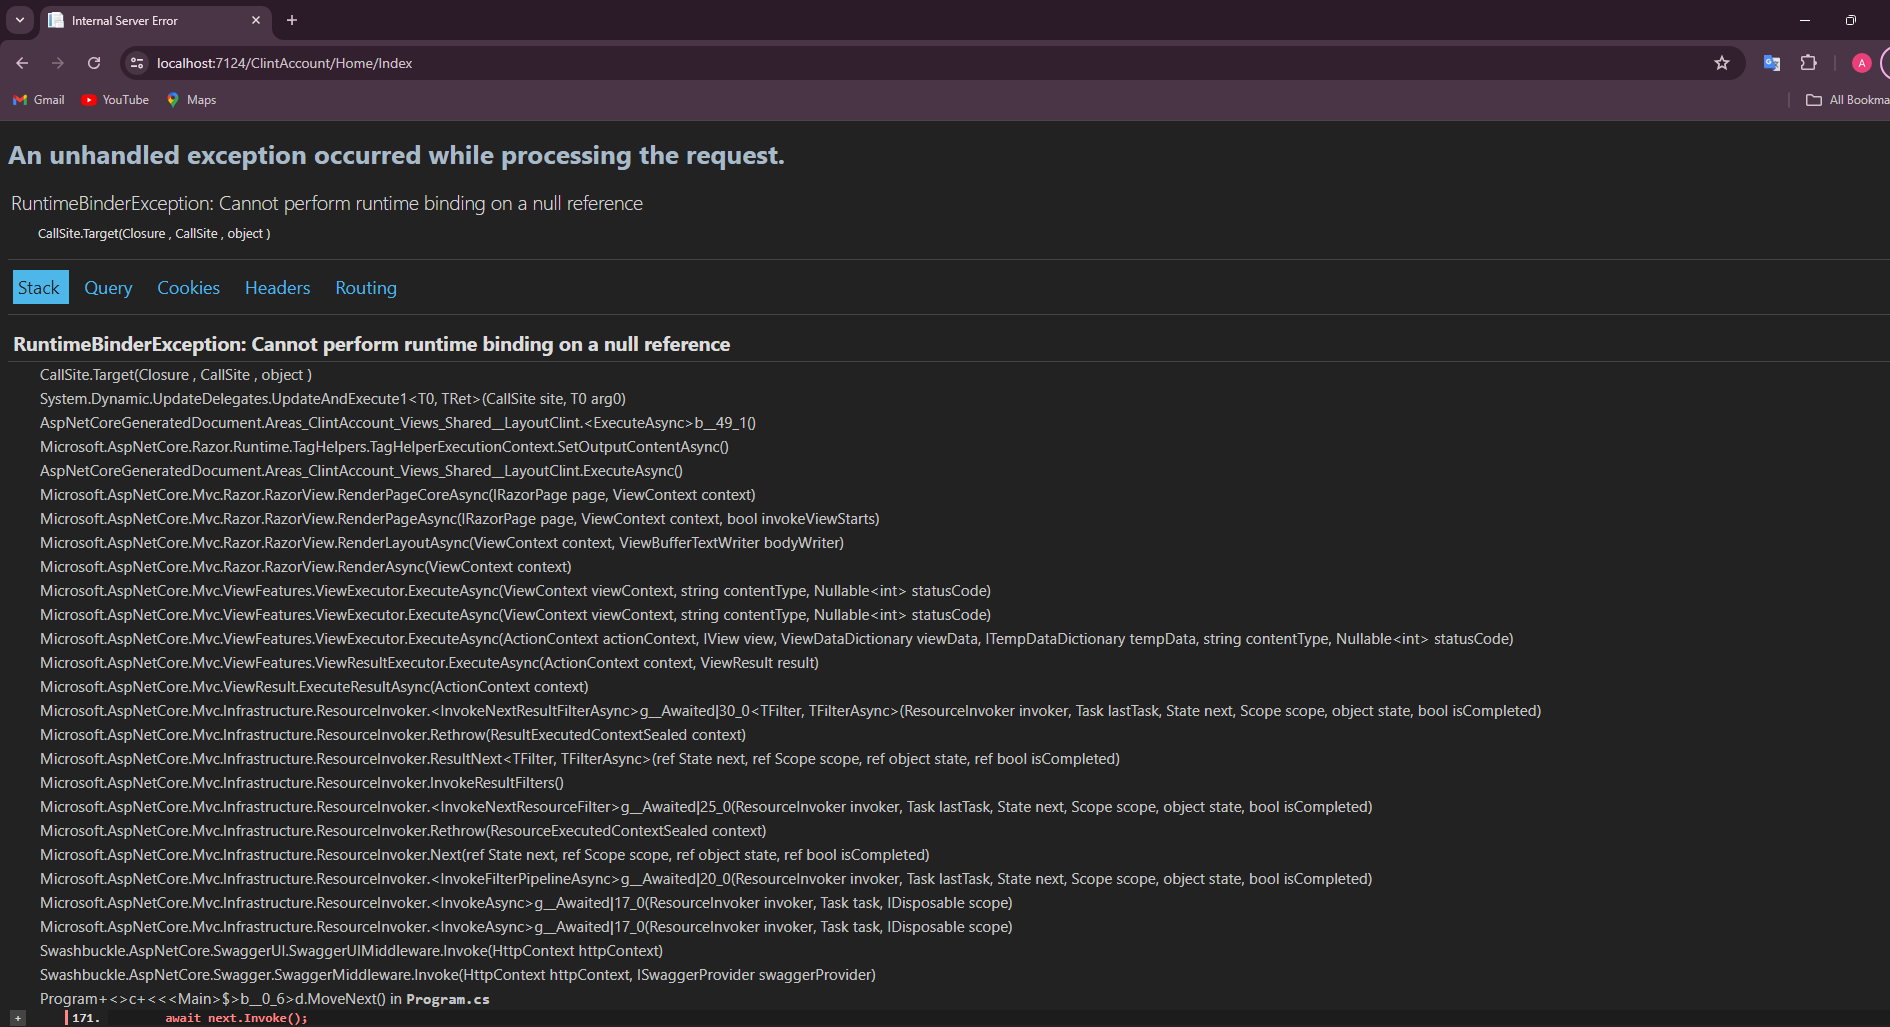 Internal Server Error
localhost:7124/ClintAccount/Home/Index
A
Gmail YouTube Maps All Bookma
An unhandled exception occurred while processing the request.
RuntimeBinderException: Cannot perform runtime binding on a null reference
CallSite.Target(Closure , CallSite , object )
Stack Query Cookies Headers Routing
RuntimeBinderException: Cannot perform runtime binding on a null reference
CallSite.Target(Closure , CallSite , object )
System.Dynamic.UpdateDelegates.UpdateAndExecute1<T0, TRet>(CallSite site, T0 arg0)
AspNetCoreGeneratedDocument.Areas_ClintAccount_Views_Shared__LayoutClint.<ExecuteAsync>b__49_1()
Microsoft.AspNetCore.Razor.Runtime.TagHelpers.TagHelperExecutionContext.SetOutputContentAsync()
AspNetCoreGeneratedDocument.Areas_ClintAccount_Views_Shared__LayoutClint.ExecuteAsync()
Microsoft.AspNetCore.Mvc.Razor.RazorView.RenderPageCoreAsync(IRazorPage page, ViewContext context)
Microsoft.AspNetCore.Mvc.Razor.RazorView.RenderPageAsync(IRazorPage page, ViewContext context, bool invokeViewStarts)
Microsoft.AspNetCore.Mvc.Razor.RazorView.RenderLayoutAsync(ViewContext context, ViewBufferTextWriter bodyWriter)
Microsoft.AspNetCore.Mvc.Razor.RazorView.RenderAsync(ViewContext context)
Microsoft.AspNetCore.Mvc.ViewFeatures.ViewExecutor.ExecuteAsync(ViewContext viewContext, string contentType, Nullable<int> statusCode)
Microsoft.AspNetCore.Mvc.ViewFeatures.ViewExecutor.ExecuteAsync(ViewContext viewContext, string contentType, Nullable<int> statusCode)
Microsoft.AspNetCore.Mvc.ViewFeatures.ViewExecutor.ExecuteAsync(ActionContext actionContext, IView view, ViewDataDictionary viewData, ITempDataDictionary tempData, string contentType, Nullable<int> statusCode)
Microsoft.AspNetCore.Mvc.ViewFeatures.ViewResultExecutor.ExecuteAsync(ActionContext context, ViewResult result)
Microsoft.AspNetCore.Mvc.ViewResult.ExecuteResultAsync(ActionContext context)
Microsoft.AspNetCore.Mvc.Infrastructure.ResourceInvoker.<InvokeNextResultFilterAsync>g__Awaited|30_0<TFilter, TFilterAsync>(ResourceInvoker invoker, Task lastTask, State next, Scope scope, object state, bool isCompleted)
Microsoft.AspNetCore.Mvc.Infrastructure.ResourceInvoker.Rethrow(ResultExecutedContextSealed context)
Microsoft.AspNetCore.Mvc.Infrastructure.ResourceInvoker.ResultNext<TFilter, TFilterAsync>(ref State next, ref Scope scope, ref object state, ref bool isCompleted)
Microsoft.AspNetCore.Mvc.Infrastructure.ResourceInvoker.InvokeResultFilters()
Microsoft.AspNetCore.Mvc.Infrastructure.ResourceInvoker.<InvokeNextResourceFilter>g__Awaited|25_0(ResourceInvoker invoker, Task lastTask, State next, Scope scope, object state, bool isCompleted)
Microsoft.AspNetCore.Mvc.Infrastructure.ResourceInvoker.Rethrow(ResourceExecutedContextSealed context)
Microsoft.AspNetCore.Mvc.Infrastructure.ResourceInvoker.Next(ref State next, ref Scope scope, ref object state, ref bool isCompleted)
Microsoft.AspNetCore.Mvc.Infrastructure.ResourceInvoker.<InvokeFilterPipelineAsync>g__Awaited|20_0(ResourceInvoker invoker, Task lastTask, State next, Scope scope, object state, bool isCompleted)
Microsoft.AspNetCore.Mvc.Infrastructure.ResourceInvoker.<InvokeAsync>g__Awaited|17_0(ResourceInvoker invoker, Task task, IDisposable scope)
Microsoft.AspNetCore.Mvc.Infrastructure.ResourceInvoker.<InvokeAsync>g__Awaited|17_0(ResourceInvoker invoker, Task task, IDisposable scope)
Swashbuckle.AspNetCore.SwaggerUI.SwaggerUIMiddleware.Invoke(HttpContext httpContext)
Swashbuckle.AspNetCore.Swagger.SwaggerMiddleware.Invoke(HttpContext httpContext, ISwaggerProvider swaggerProvider)
Program+<>c+<<<Main>$>b__0_6>d.MoveNext() in Program.cs
+ 171. await next.Invoke();